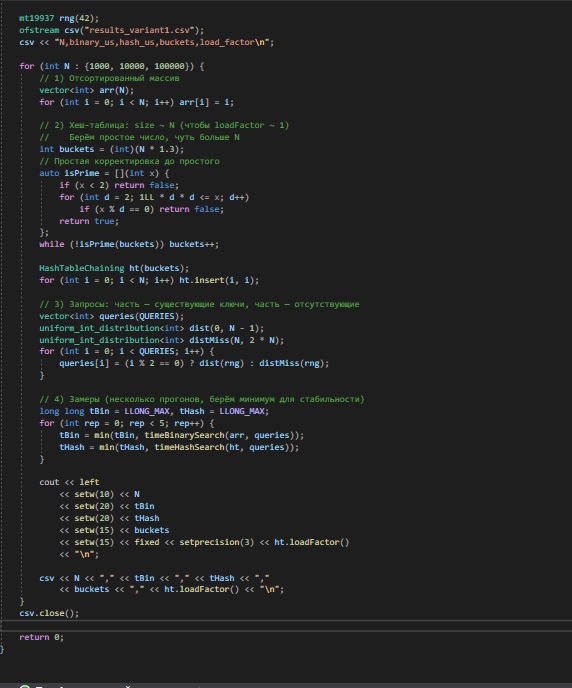 mt19937 rng(42);
ofstream csv("results_variant1.csv");
csv << "N,binary_us,hash_us,buckets,load_factor\n";
for (int N : {1000, 10000, 100000}) {
// 1) Отсортированный массив
vector<int> arr(N);
for (int i = 0; i < N; i++) arr[i] = i;
// 2) Хеш-таблица: size ~ N (чтобы loadFactor ~ 1)
//    Берём простое число, чуть больше N
int buckets = (int)(N * 1.3);
// Простая корректировка до простого
auto isPrime = [](int x) {
if (x < 2) return false;
for (int d = 2; 1LL * d * d <= x; d++)
if (x % d == 0) return false;
return true;
};
while (!isPrime(buckets)) buckets++;
HashTableChaining ht(buckets);
for (int i = 0; i < N; i++) ht.insert(i, i);
// 3) Запросы: часть — существующие ключи, часть — отсутствующие
vector<int> queries(QUERIES);
uniform_int_distribution<int> dist(0, N - 1);
uniform_int_distribution<int> distMiss(N, 2 * N);
for (int i = 0; i < QUERIES; i++) {
queries[i] = (i % 2 == 0) ? dist(rng) : distMiss(rng);
}
// 4) Замеры (несколько прогонов, берём минимум для стабильности)
long long tBin = LLONG_MAX, tHash = LLONG_MAX;
for (int rep = 0; rep < 5; rep++) {
tBin = min(tBin, timeBinarySearch(arr, queries));
tHash = min(tHash, timeHashSearch(ht, queries));
}
cout << left
<< setw(10) << N
<< setw(20) << tBin
<< setw(20) << tHash
<< setw(15) << buckets
<< setw(15) << fixed << setprecision(3) << ht.loadFactor()
<< "\n";
csv << N << "," << tBin << "," << tHash << ","
<< buckets << "," << ht.loadFactor() << "\n";
}
csv.close();
return 0;
}